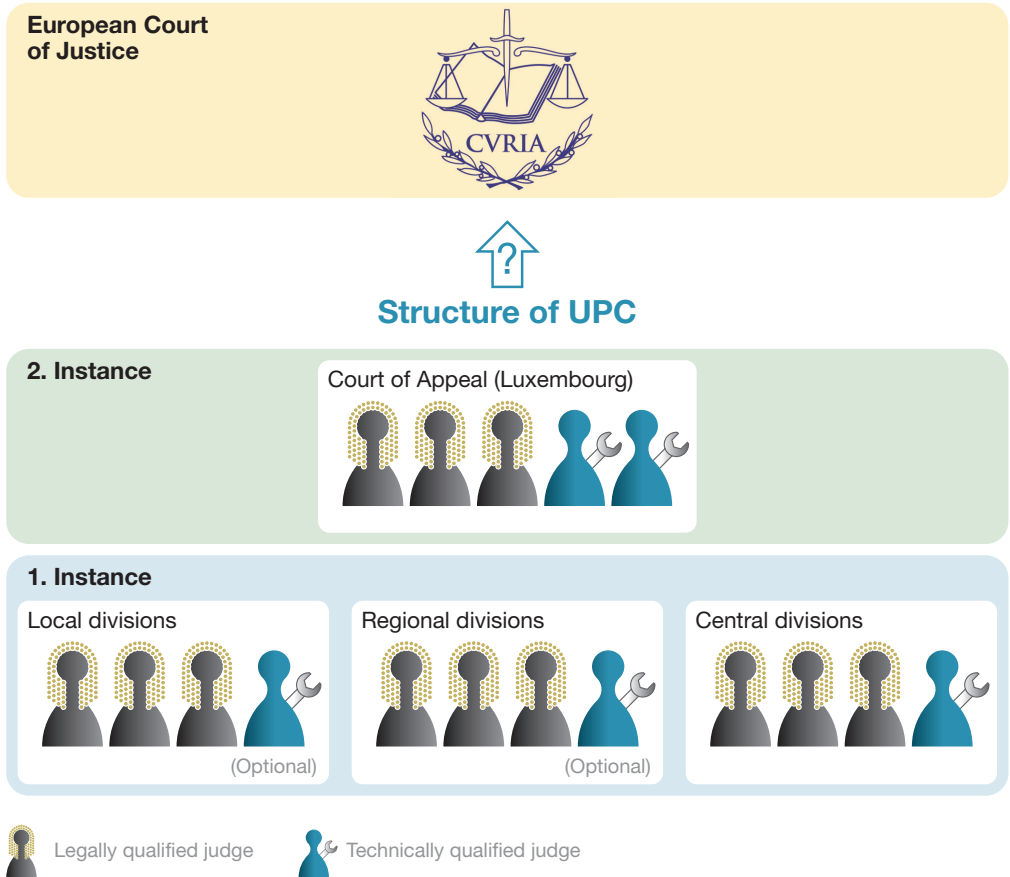 European Court
of Justice
CVRIA
?
Structure of UPC
2. Instance
Court of Appeal (Luxembourg)
1. Instance
Local divisions
Regional divisions
Central divisions
(Optional)
(Optional)
Legally qualified judge
Technically qualified judge